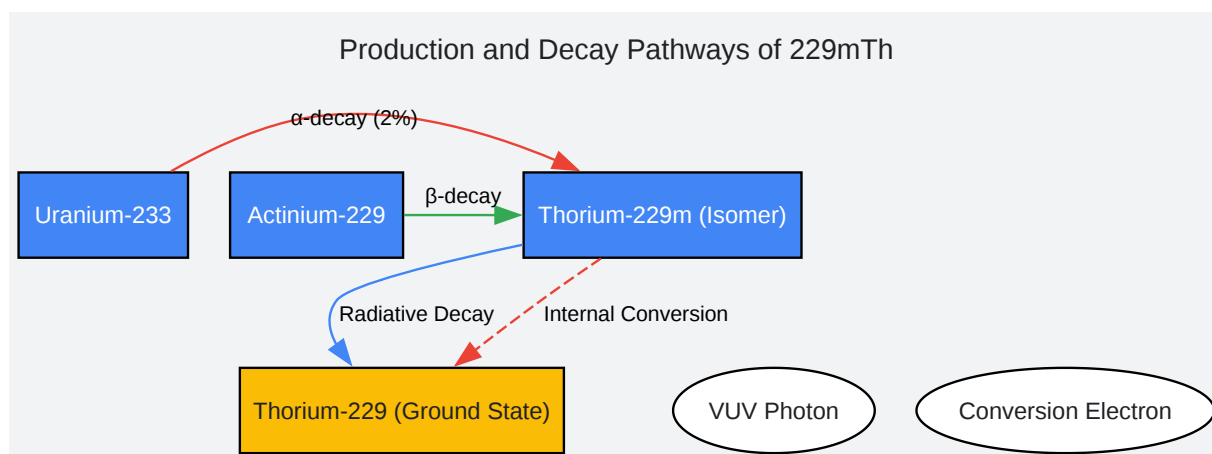 Production and Decay Pathways of 229mTh
α-decay (2%)
Uranium-233
Actinium-229
β-decay
Thorium-229m (Isomer)
Radiative Decay
Internal Conversion
Thorium-229 (Ground State)
VUV Photon
Conversion Electron